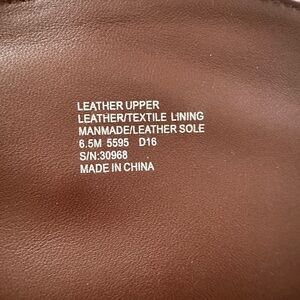 LEATHER UPPER
LEATHER/TEXTILE LINING
MANMADE/LEATHER SOLE
6.5M 5595 D16
S/N:30968
MADE IN CHINA